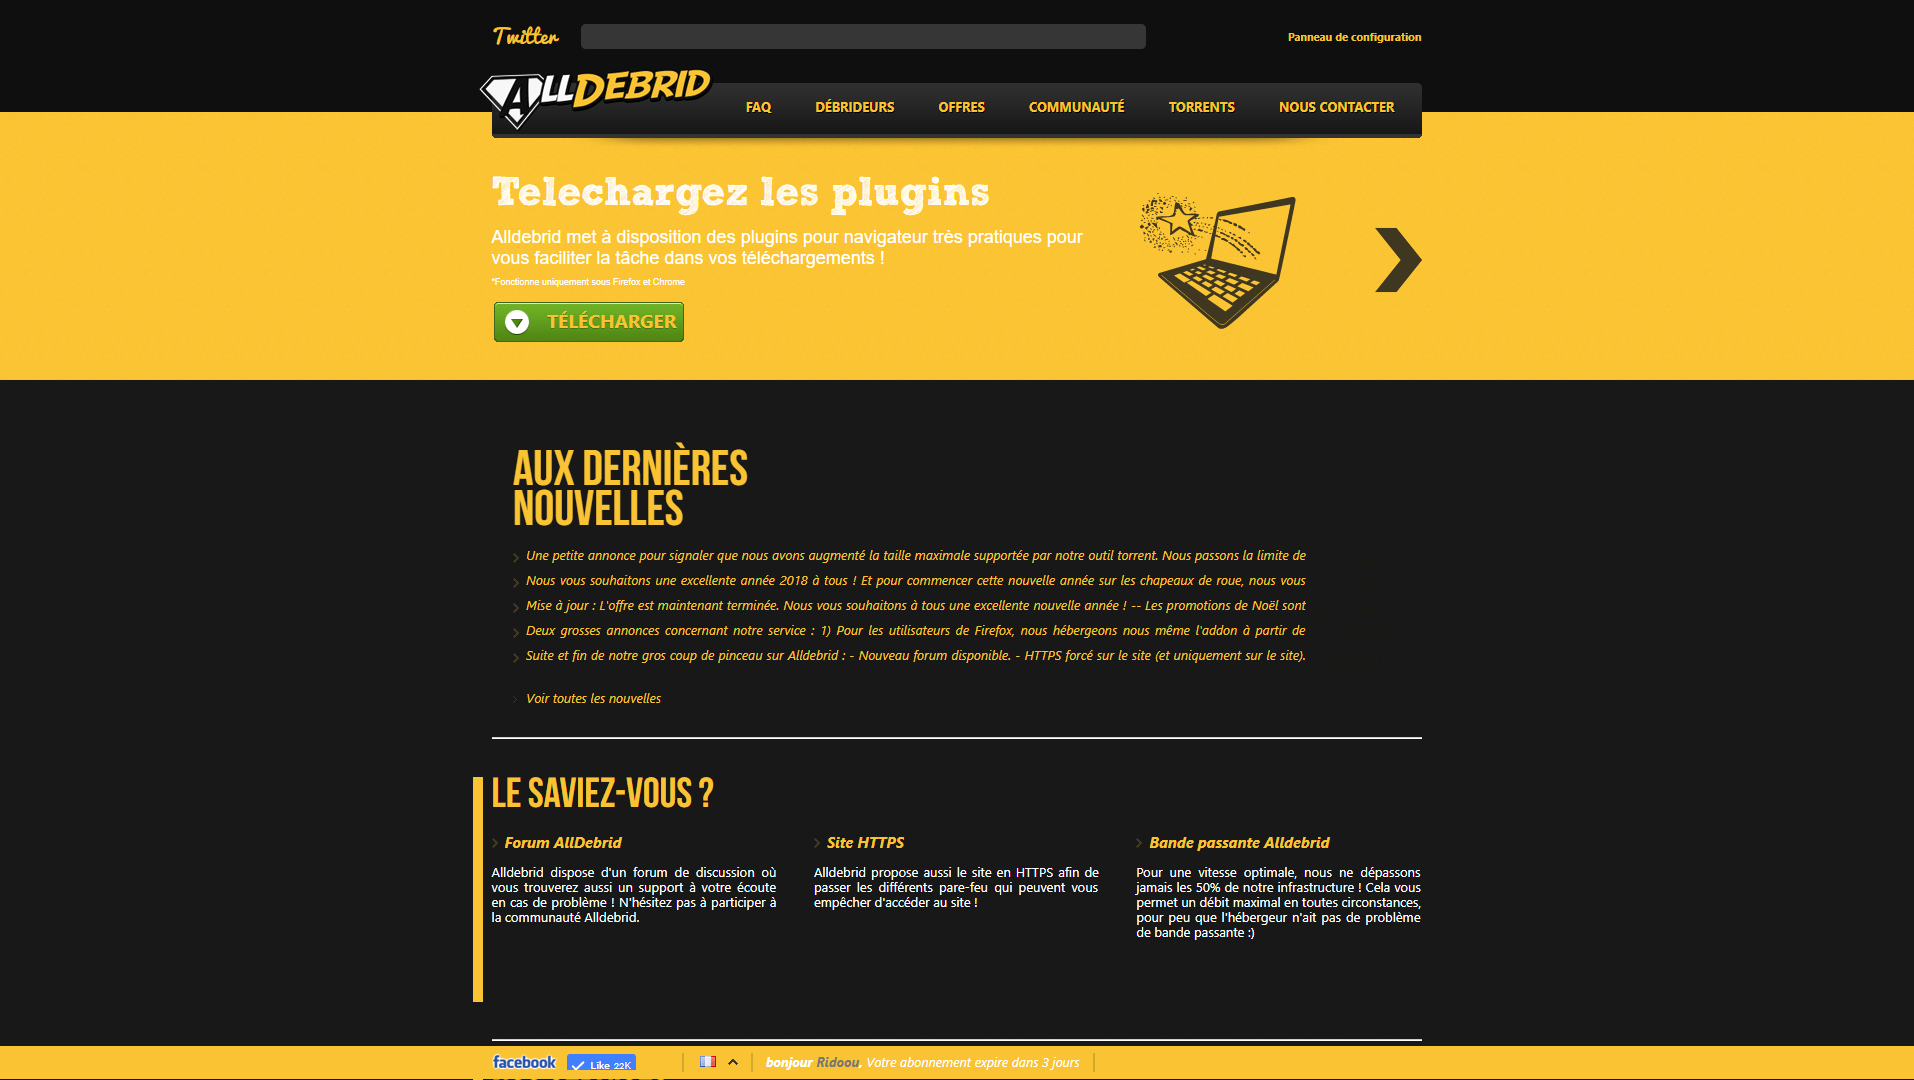 Twitter
Panneau de configuration
ALLDEBRID
FAQ
DÉBRIDEURS
OFFRES
COMMUNAUTÉ
TORRENTS
NOUS CONTACTER
Telechargez les plugins
Alldebrid met à disposition des plugins pour navigateur très pratiques pour
vous faciliter la tâche dans vos téléchargements !
*Fonctionne uniquement sous Firefox et Chrome
TÉLÉCHARGER
AUX DERNIÈRES
NOUVELLES
Une petite annonce pour signaler que nous avons augmenté la taille maximale supportée par notre outil torrent. Nous passons la limite de
Nous vous souhaitons une excellente année 2018 à tous ! Et pour commencer cette nouvelle année sur les chapeaux de roue, nous vous
Mise à jour : L'offre est maintenant terminée. Nous vous souhaitons à tous une excellente nouvelle année ! -- Les promotions de Noël sont
Deux grosses annonces concernant notre service : 1) Pour les utilisateurs de Firefox, nous hébergeons nous même l'addon à partir de
Suite et fin de notre gros coup de pinceau sur Alldebrid : - Nouveau forum disponible. - HTTPS forcé sur le site (et uniquement sur le site).
Voir toutes les nouvelles
LE SAVIEZ-VOUS ?
Forum AllDebrid
Alldebrid dispose d'un forum de discussion où
vous trouverez aussi un support à votre écoute
en cas de problème ! N'hésitez pas à participer à
la communauté Alldebrid.
Site HTTPS
Alldebrid propose aussi le site en HTTPS afin de
passer les différents pare-feu qui peuvent vous
empêcher d'accéder au site !
Bande passante Alldebrid
Pour une vitesse optimale, nous ne dépassons
jamais les 50% de notre infrastructure ! Cela vous
permet un débit maximal en toutes circonstances,
pour peu que l'hébergeur n'ait pas de problème
de bande passante :)
facebook
Like 22K
bonjour Ridoou, Votre abonnement expire dans 3 jours